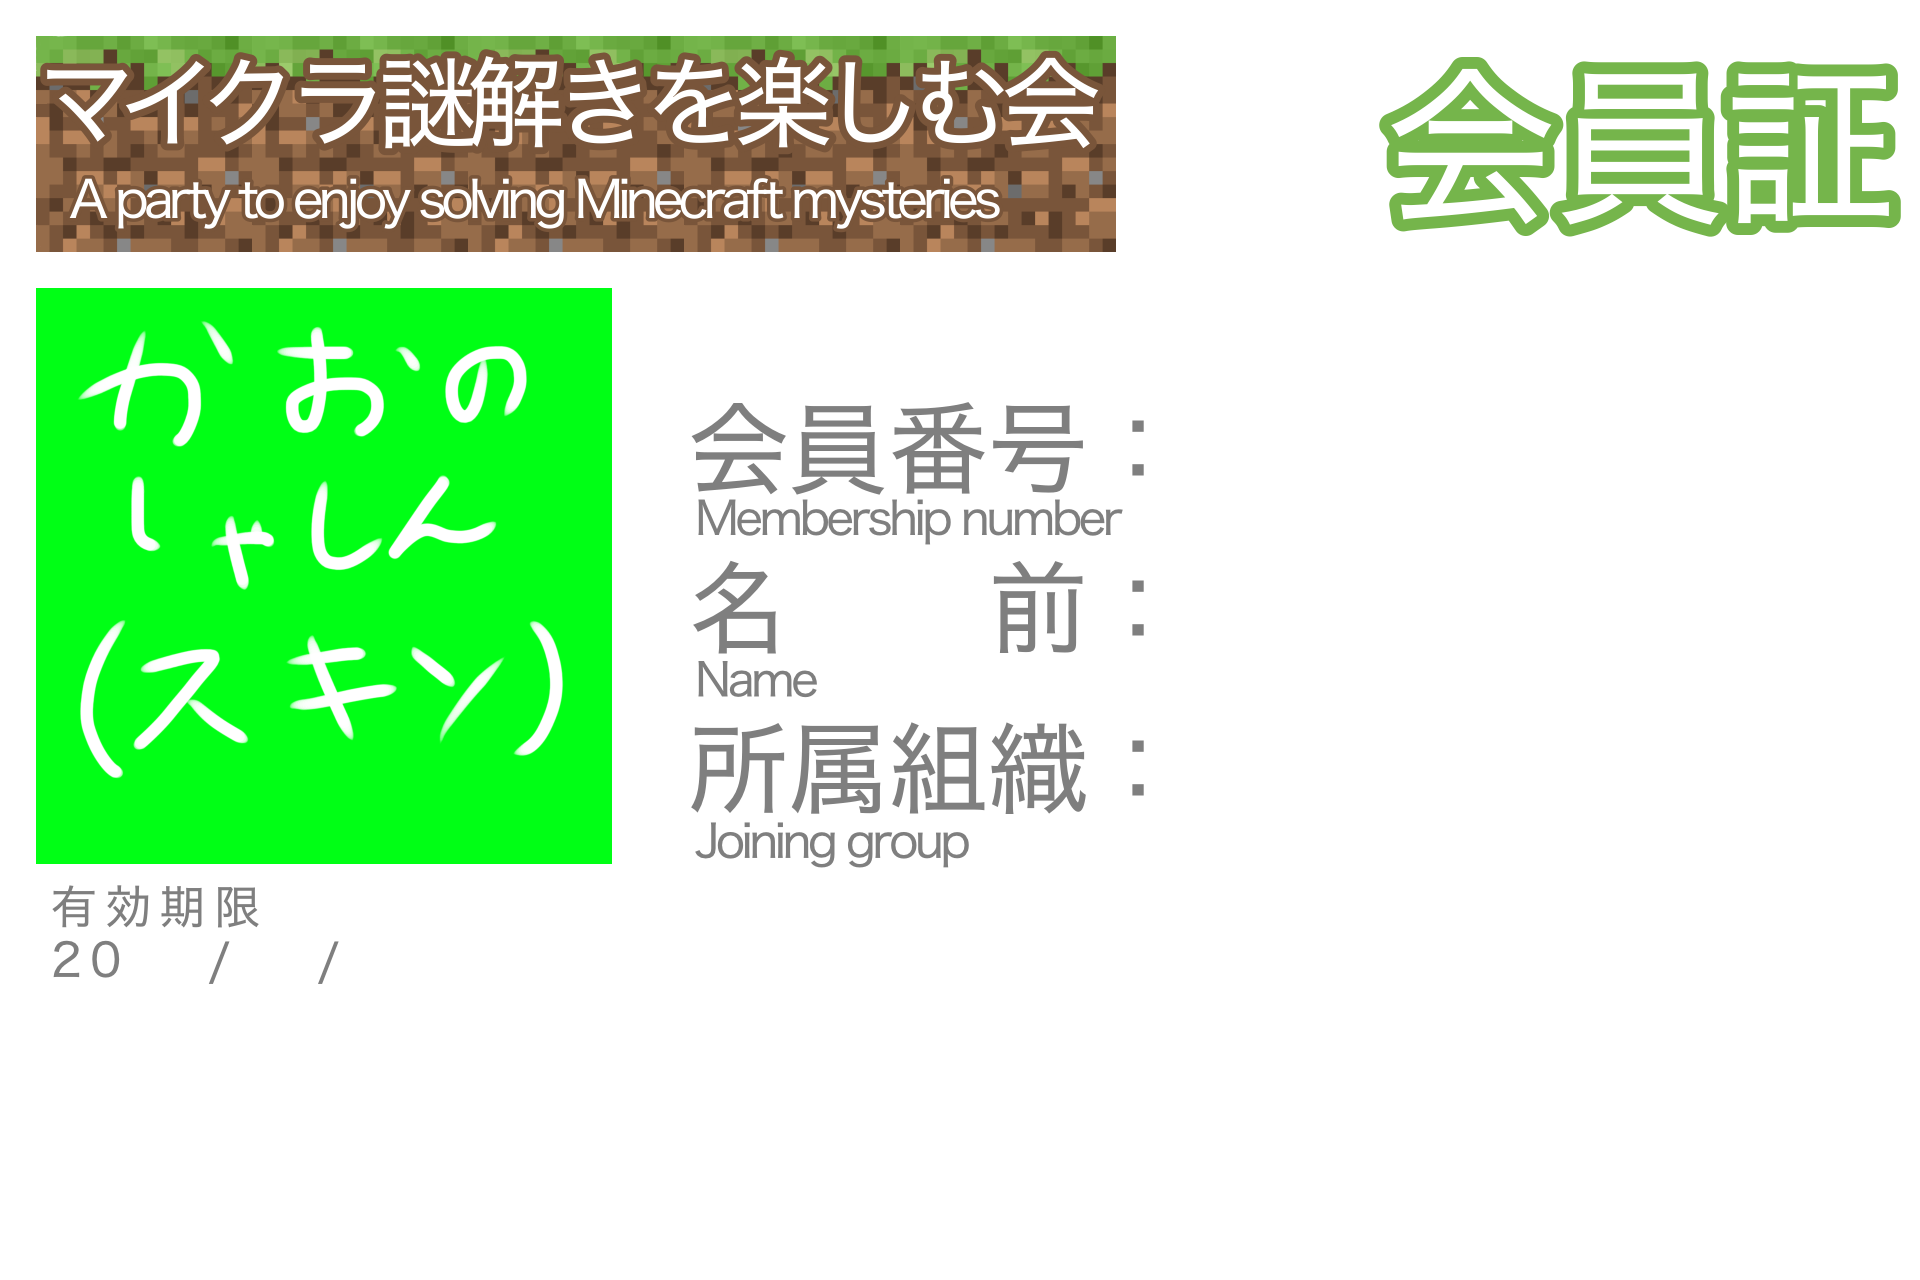 マイクラ謎解きを楽しむ会
A party to enjoy solving Minecraft mysteries
会員証
かおの
しゃしん
(スキン)
会員番号：
Membership number
名　　前：
Name
所属組織：
Joining group
有効期限
20　　/　　/